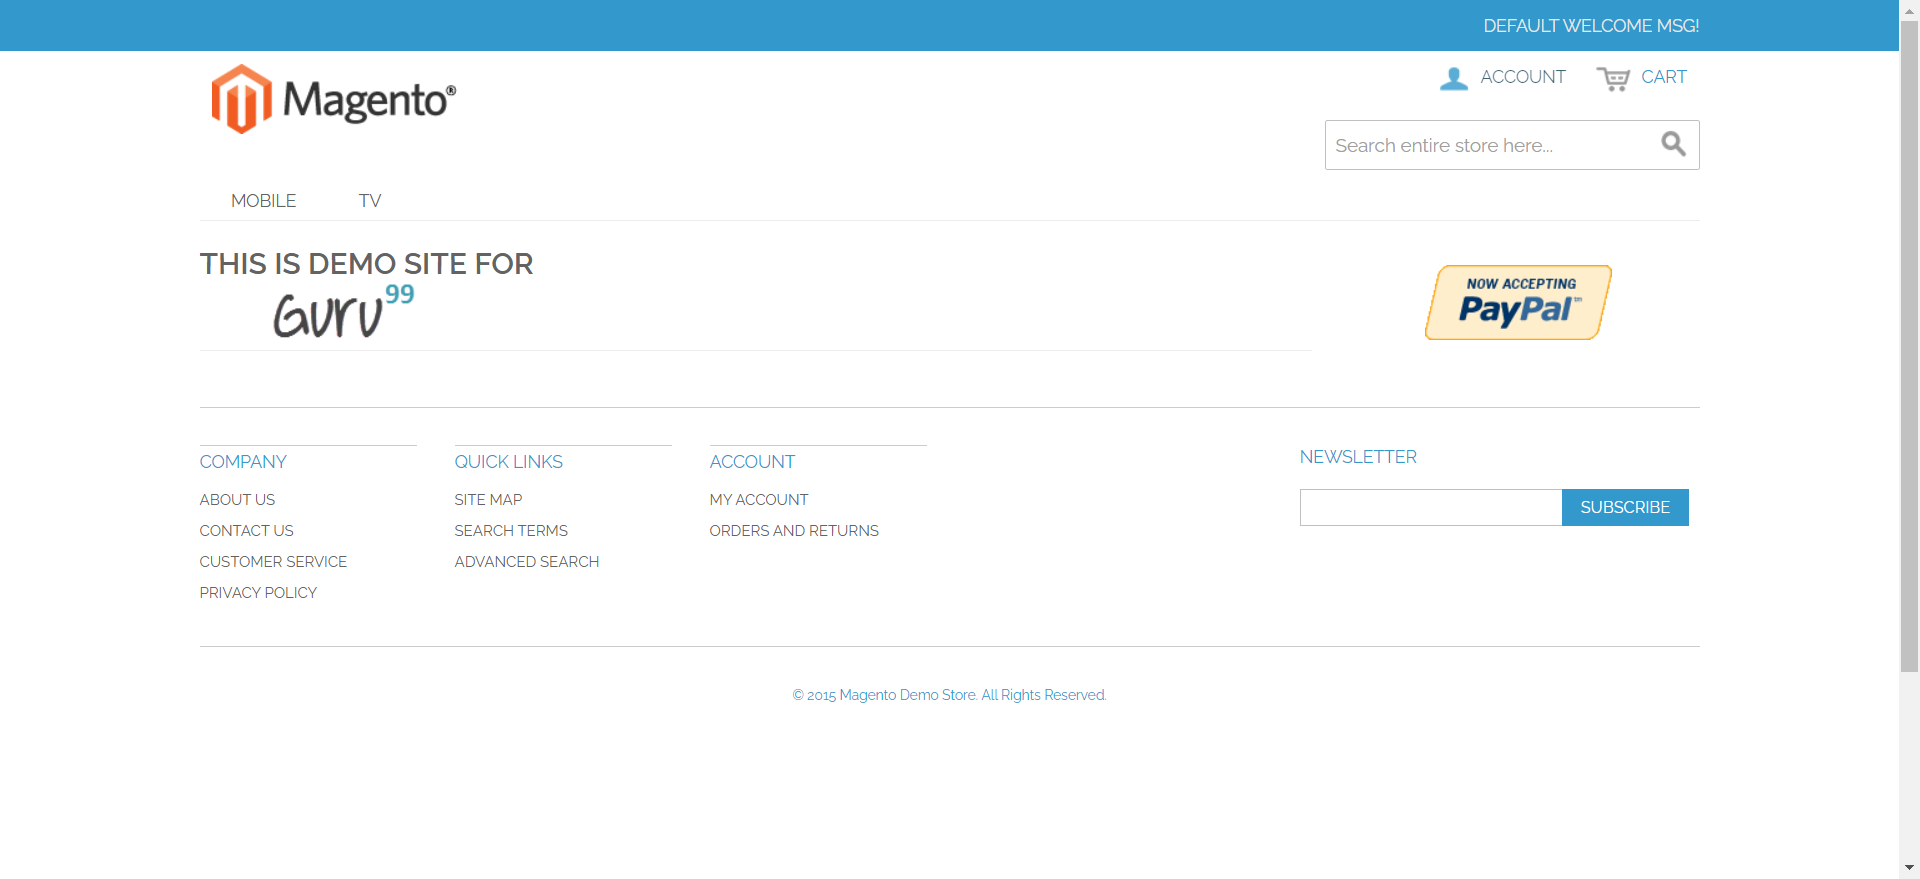 DEFAULT WELCOME MSG!
Magento®
ACCOUNT
CART
Search entire store here...
MOBILE
TV
THIS IS DEMO SITE FOR
Guru99
NOW ACCEPTING
PayPal™
COMPANY
ABOUT US
CONTACT US
CUSTOMER SERVICE
PRIVACY POLICY
QUICK LINKS
SITE MAP
SEARCH TERMS
ADVANCED SEARCH
ACCOUNT
MY ACCOUNT
ORDERS AND RETURNS
NEWSLETTER
SUBSCRIBE
© 2015 Magento Demo Store. All Rights Reserved.